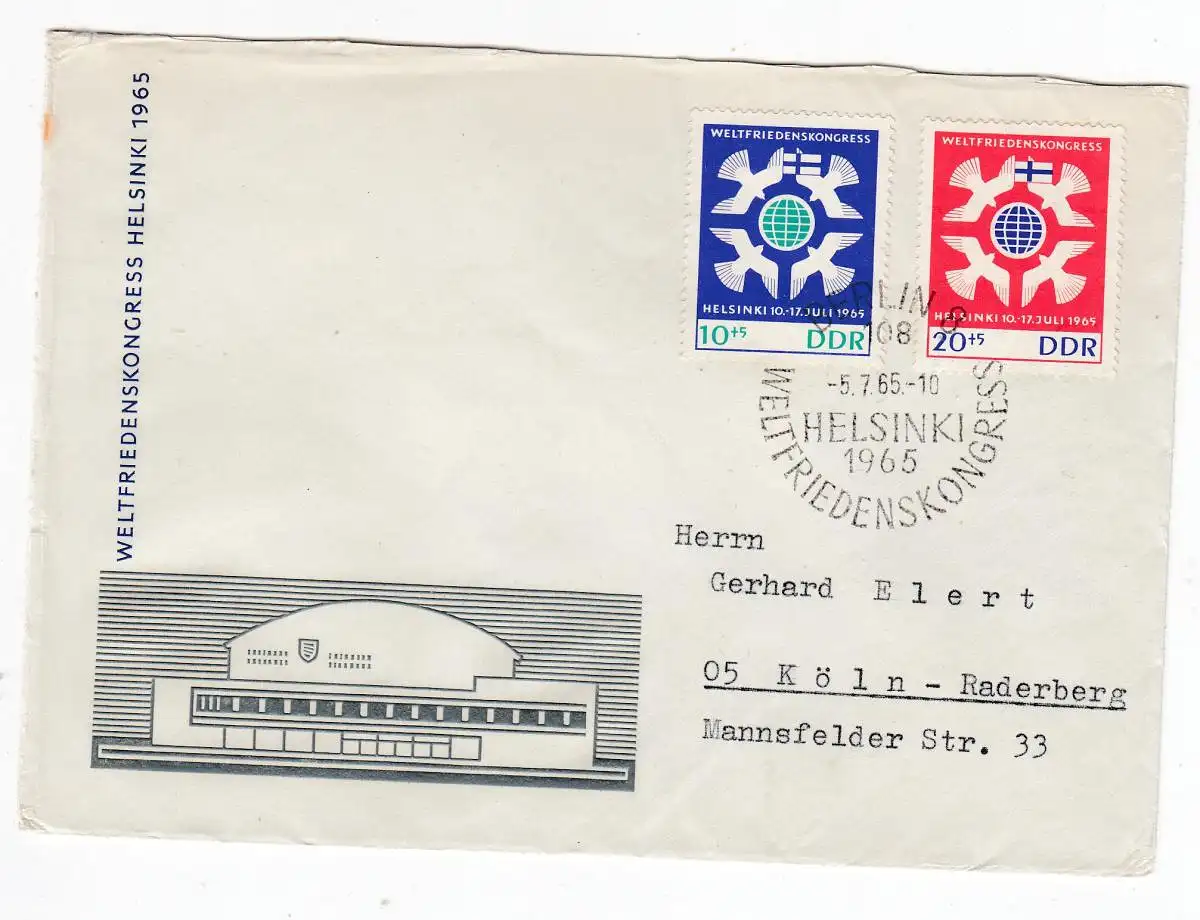 WELTFRIEDENSKONGRESS HELSINKI 1965
WELTFRIEDENSKONGRESS
HELSINKI 10.-17. JULI 1965
10+5 DDR
WELTFRIEDENSKONGRESS
HELSINKI 10.-17. JULI 1965
20+5 DDR
BERLIN 8
108
-5.7.65.-10
HELSINKI
1965
WELTFRIEDENSKONGRESS
Herrn
Gerhard Elert
05 Köln - Raderberg
Mannsfelder Str. 33